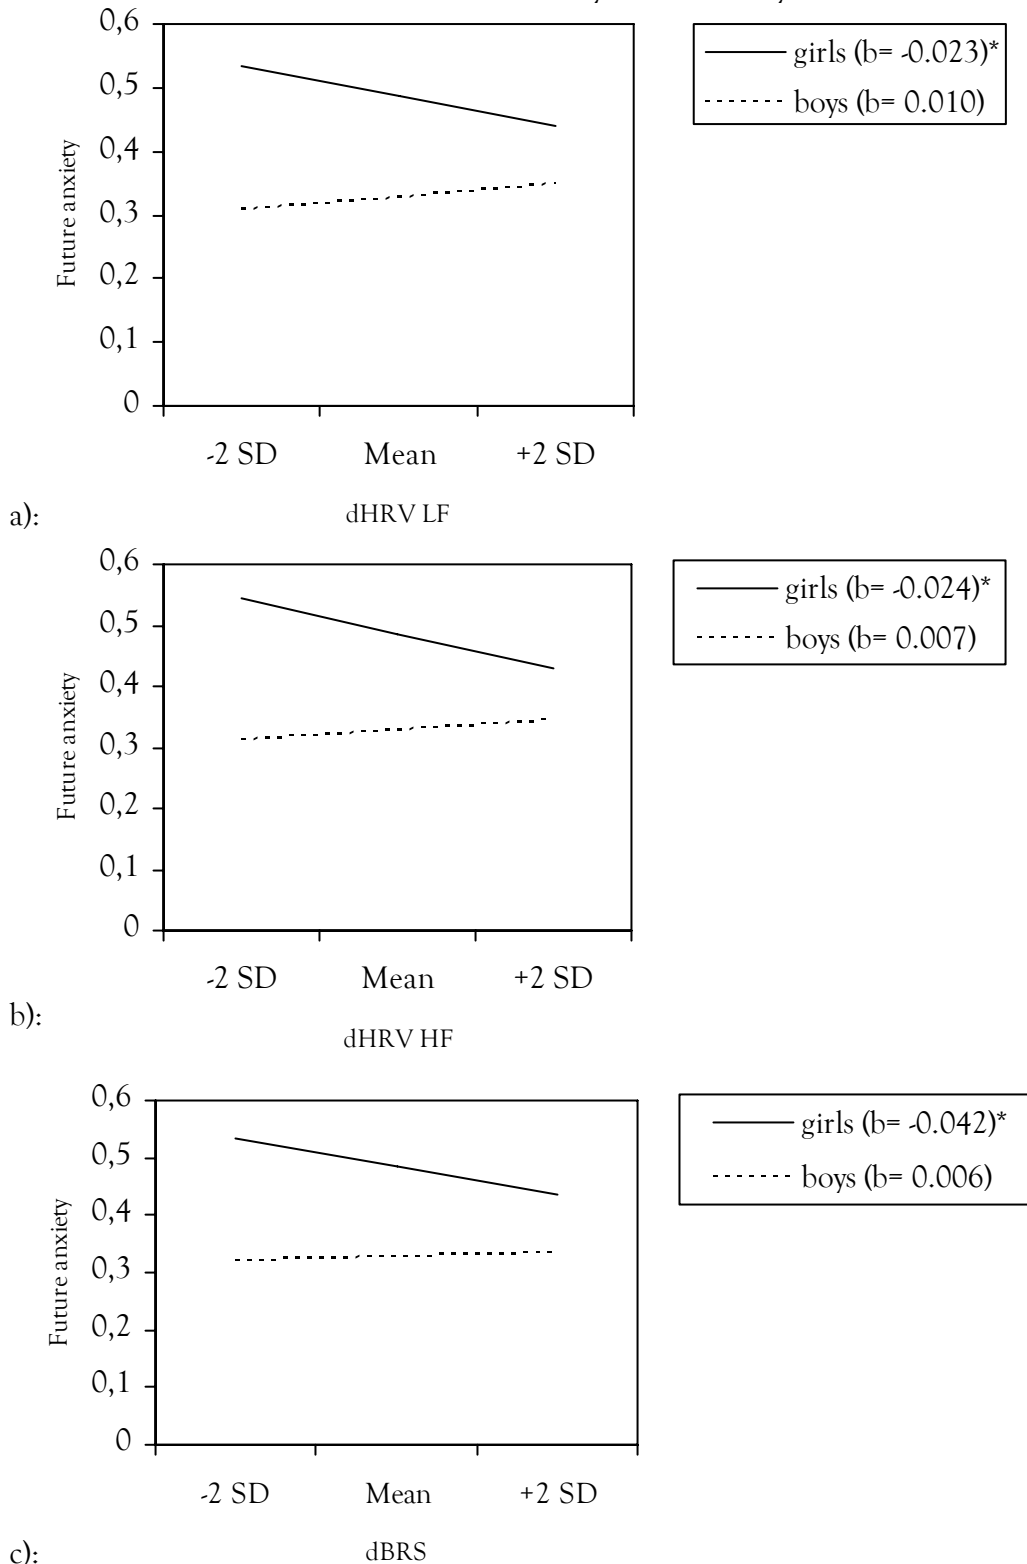 0,6
0,5
0,4
0,3
0,2
0,1
0
Future anxiety
-2 SD Mean +2 SD
dHRV LF
girls (b= -0.023)*
boys (b= 0.010)
a):
0,6
0,5
0,4
0,3
0,2
0,1
0
Future anxiety
-2 SD Mean +2 SD
dHRV HF
girls (b= -0.024)*
boys (b= 0.007)
b):
0,6
0,5
0,4
0,3
0,2
0,1
0
Future anxiety
-2 SD Mean +2 SD
dBRS
girls (b= -0.042)*
boys (b= 0.006)
c):